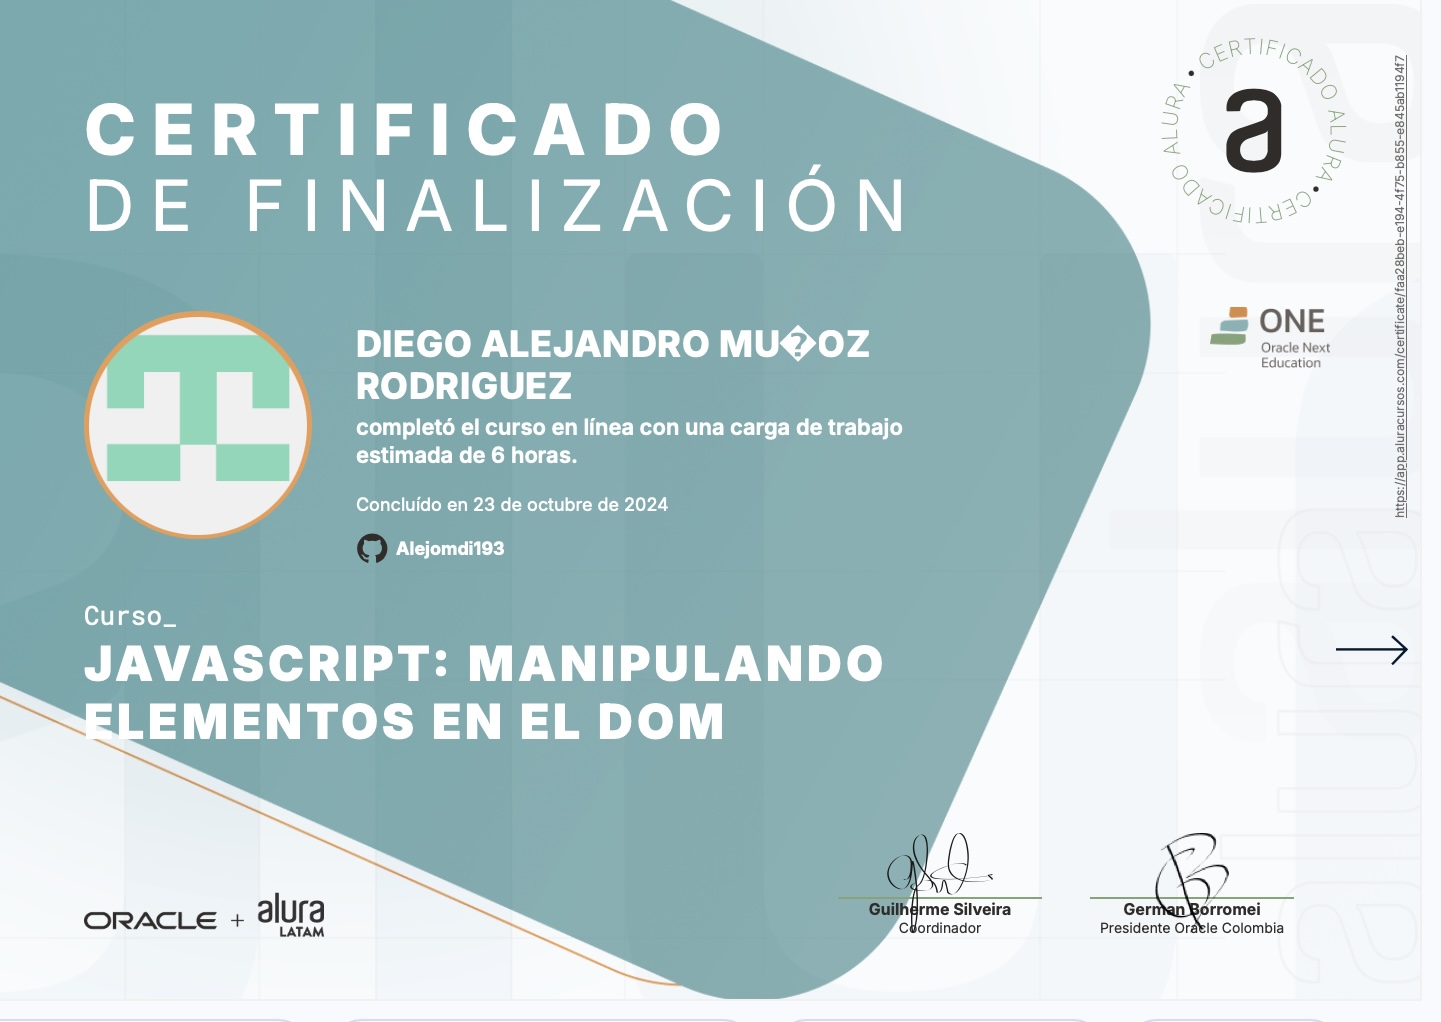 CERTIFICADO
DE FINALIZACIÓN
CERTIFICADO ALURA • CERTIFICADO ALURA •
a
https://app.aluracursos.com/certificate/faa28beb-e194-4f75-b855-e845ab1194f7
ONE
Oracle Next
Education
DIEGO ALEJANDRO MU�OZ
RODRIGUEZ
completó el curso en línea con una carga de trabajo
estimada de 6 horas.
Concluído en 23 de octubre de 2024
Alejomdi193
Curso_
JAVASCRIPT: MANIPULANDO
ELEMENTOS EN EL DOM
alura
ORACLE + alura
LATAM
Guilherme Silveira
Coordinador
German Borromei
Presidente Oracle Colombia